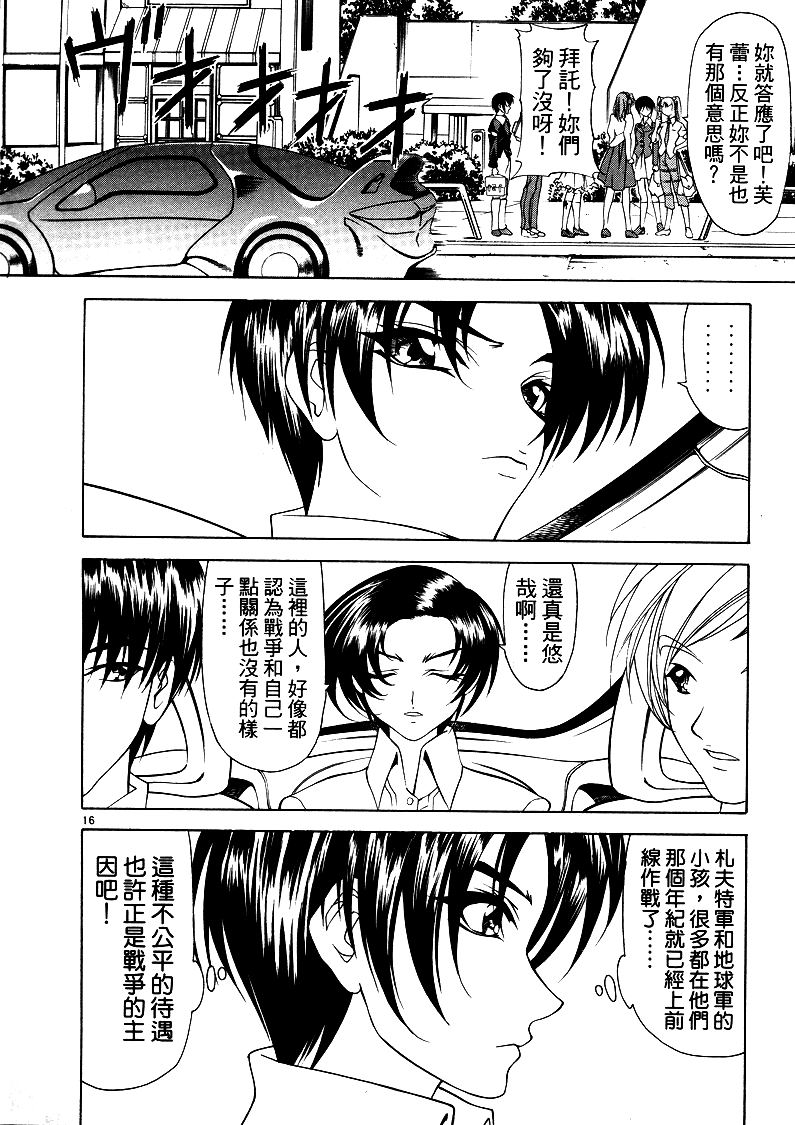 妳就答應了吧！芙
蕾…反正妳不是也
有那個意思嗎？
拜託！妳們
夠了沒呀！
………
………
還真是悠
哉啊……
這裡的人，好像都
認為戰爭和自己一
點關係也沒有的樣
子……
16
札夫特軍和地球軍的
小孩，很多都在他們
那個年紀就已經上前
線作戰了……
這種不公平的待遇
也許正是戰爭的主
因吧！